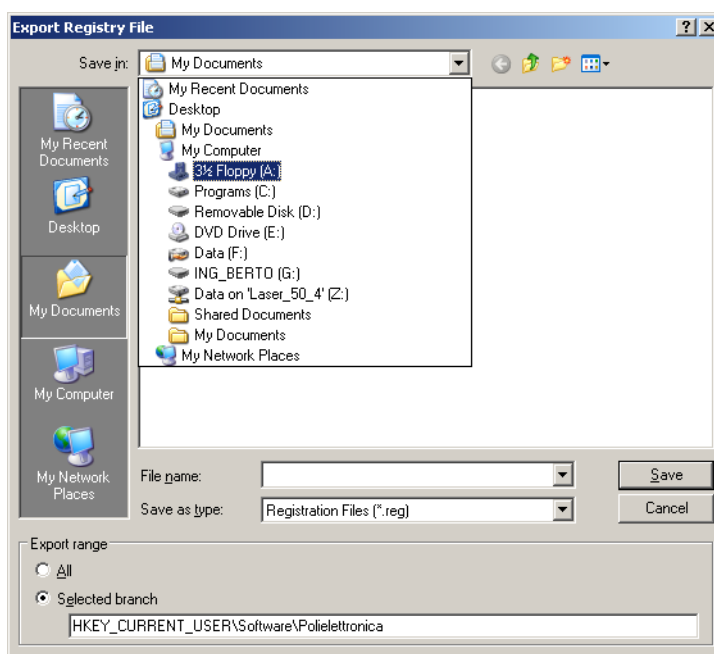 Export Registry File
Save in: My Documents
My Recent Documents
Desktop
My Documents
My Computer
3½ Floppy (A:)
Programs (C:)
Removable Disk (D:)
DVD Drive (E:)
Data (F:)
ING_BERTO (G:)
Data on 'Laser_50_4' (Z:)
Shared Documents
My Documents
My Network Places
My Recent
Documents
Desktop
My Documents
My Computer
My Network
Places
File name:
Save
Save as type: Registration Files (*.reg)
Cancel
Export range
All
Selected branch
HKEY_CURRENT_USER\Software\Polielettronica